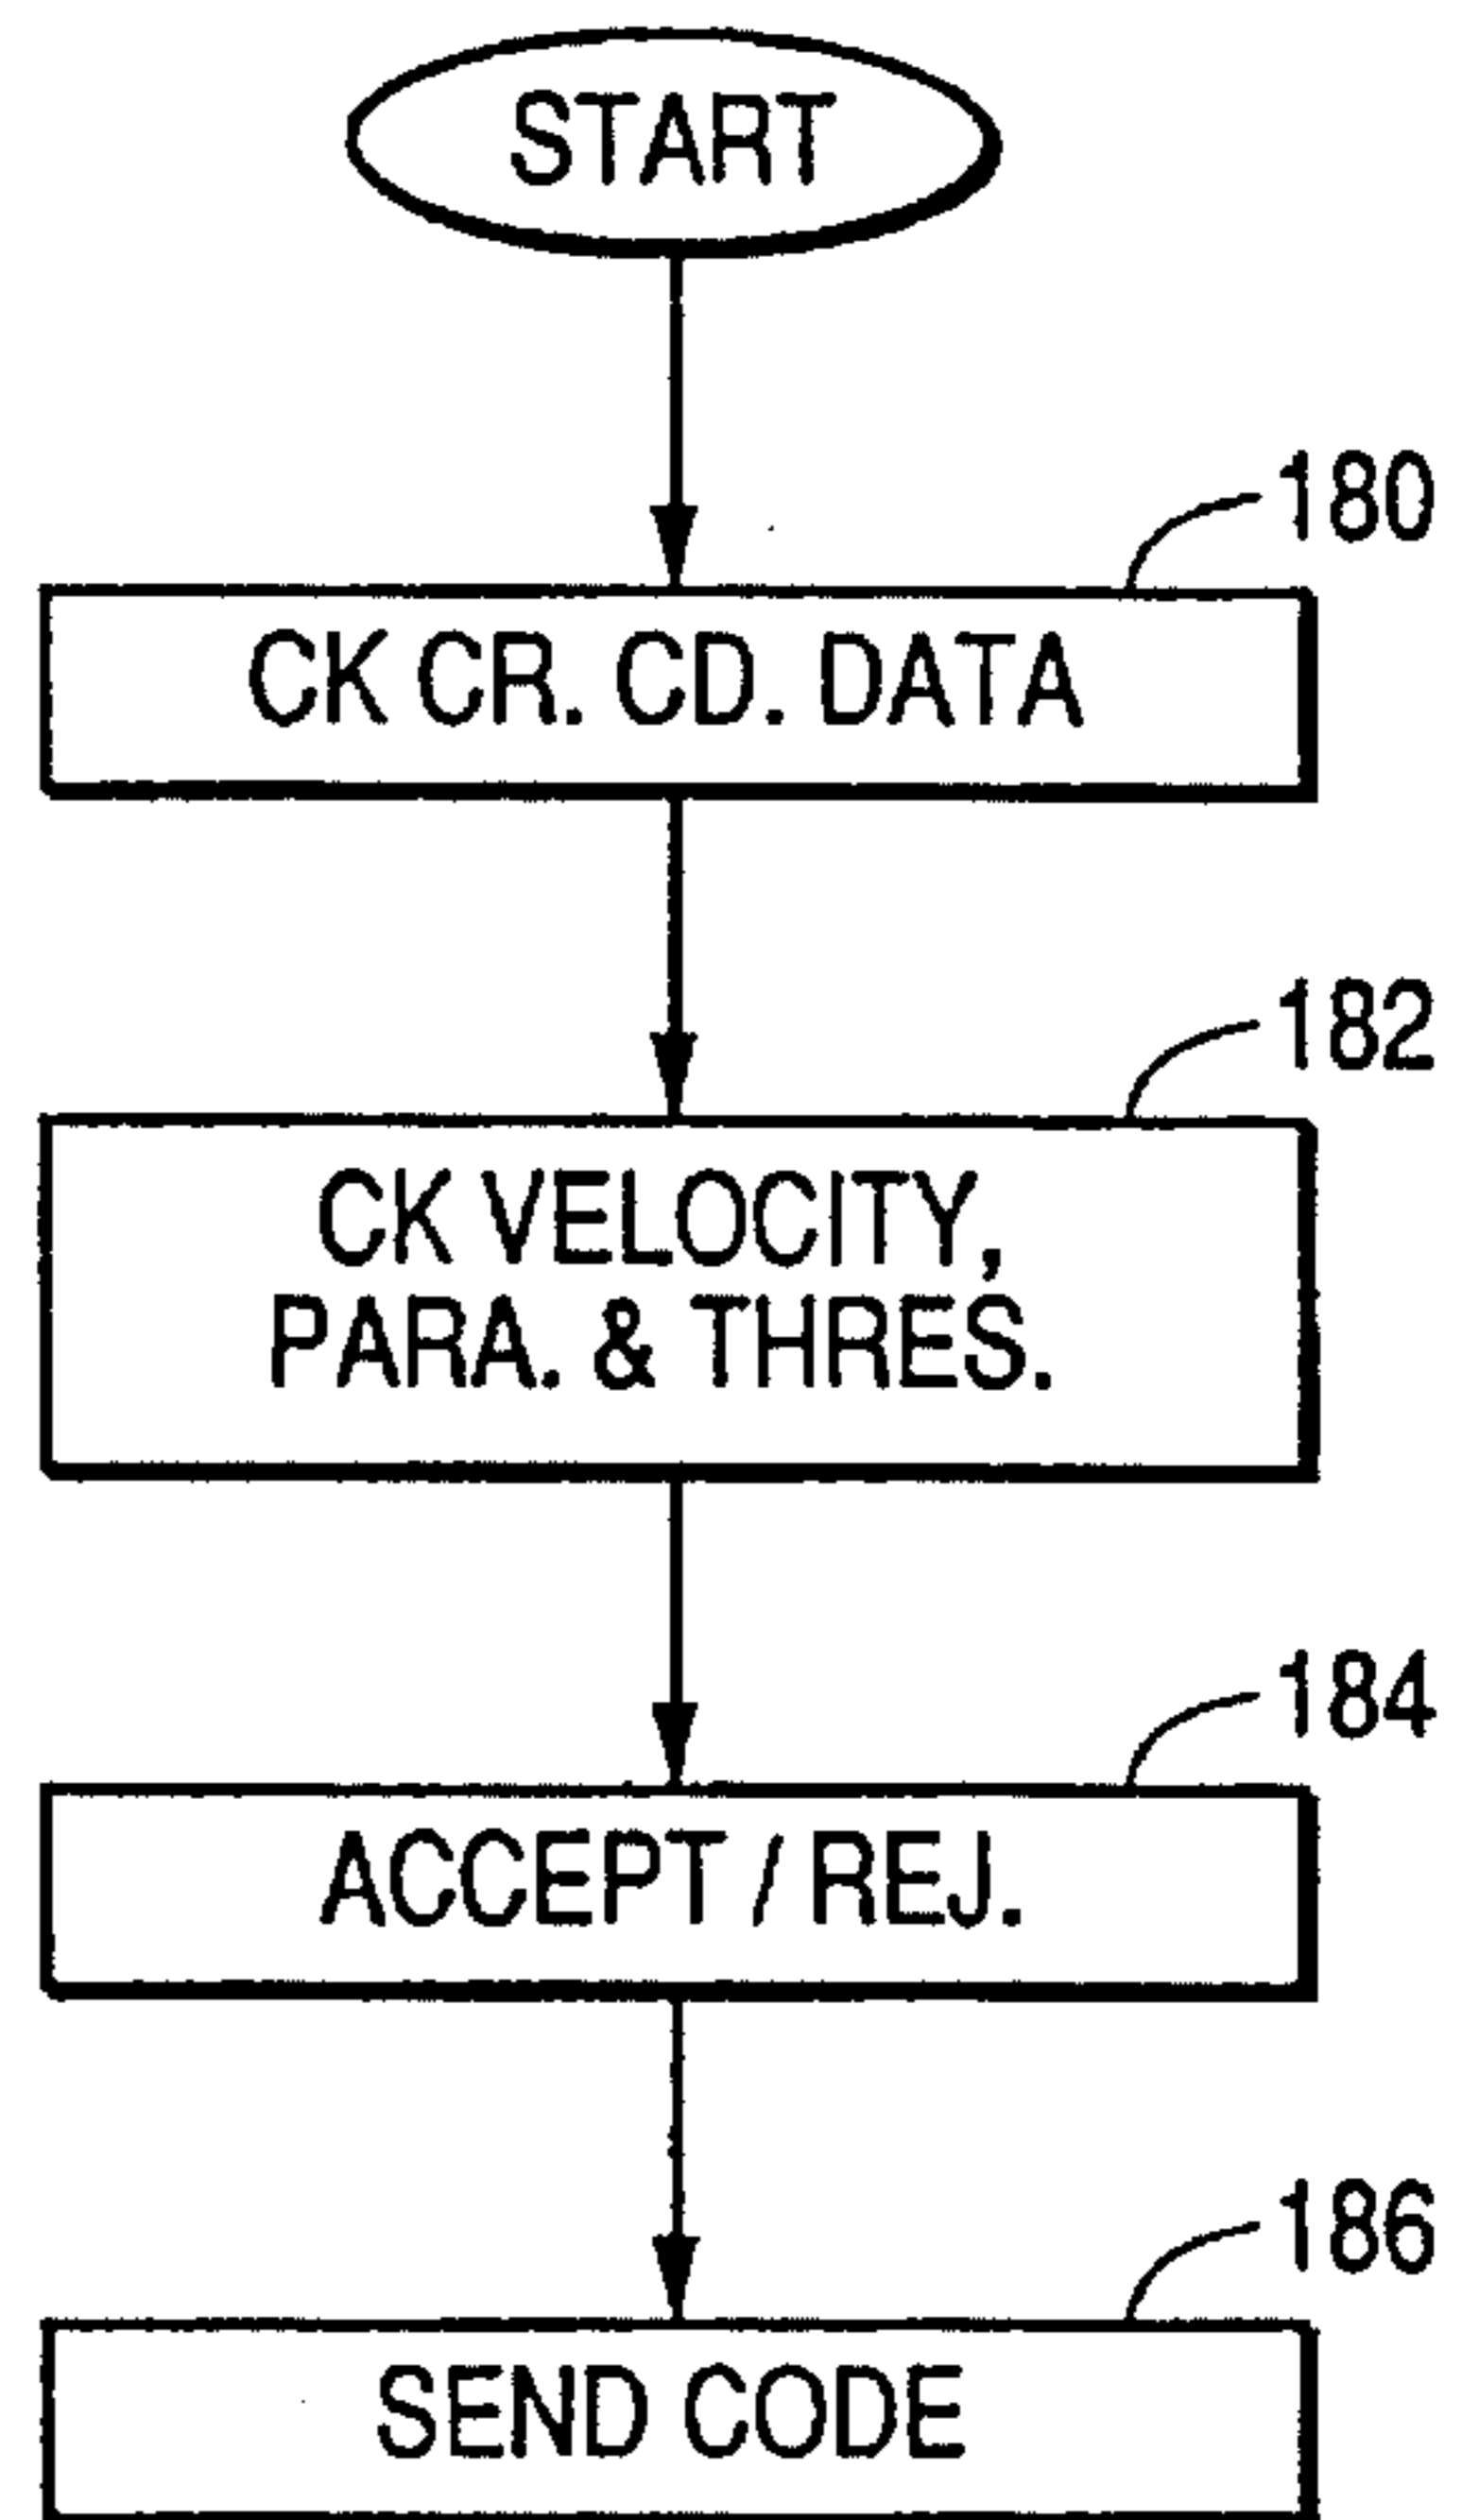 START
180
CK CR. CD. DATA
182
CK VELOCITY,
PARA. & THRES.
184
ACCEPT / REJ.
186
SEND CODE